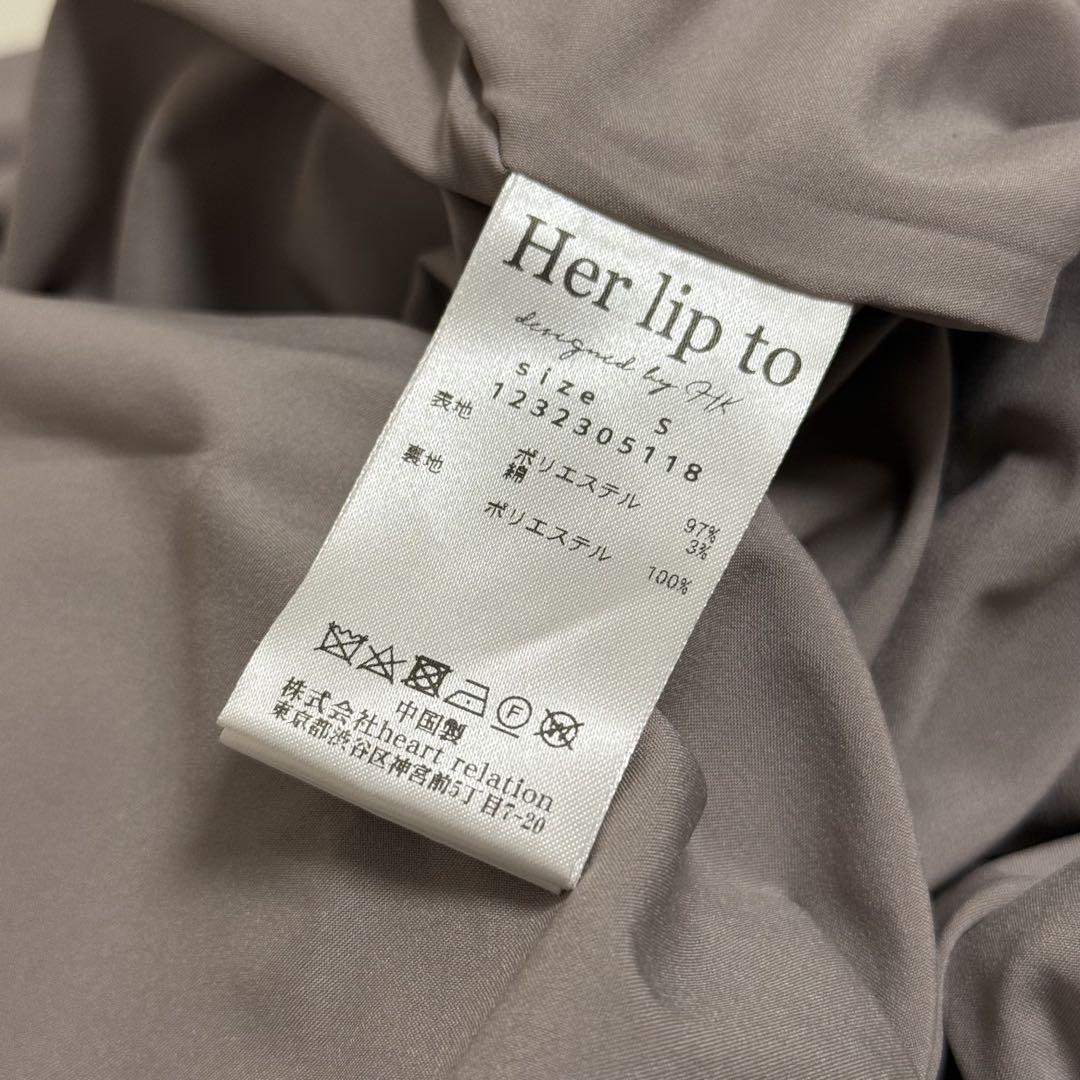 Her lip to
designed by HK
size S
1232305118
表地 ポリエステル 97%
綿 3%
裏地 ポリエステル 100%
F W
中国製
株式会社heart relation
東京都渋谷区神宮前5丁目7-20